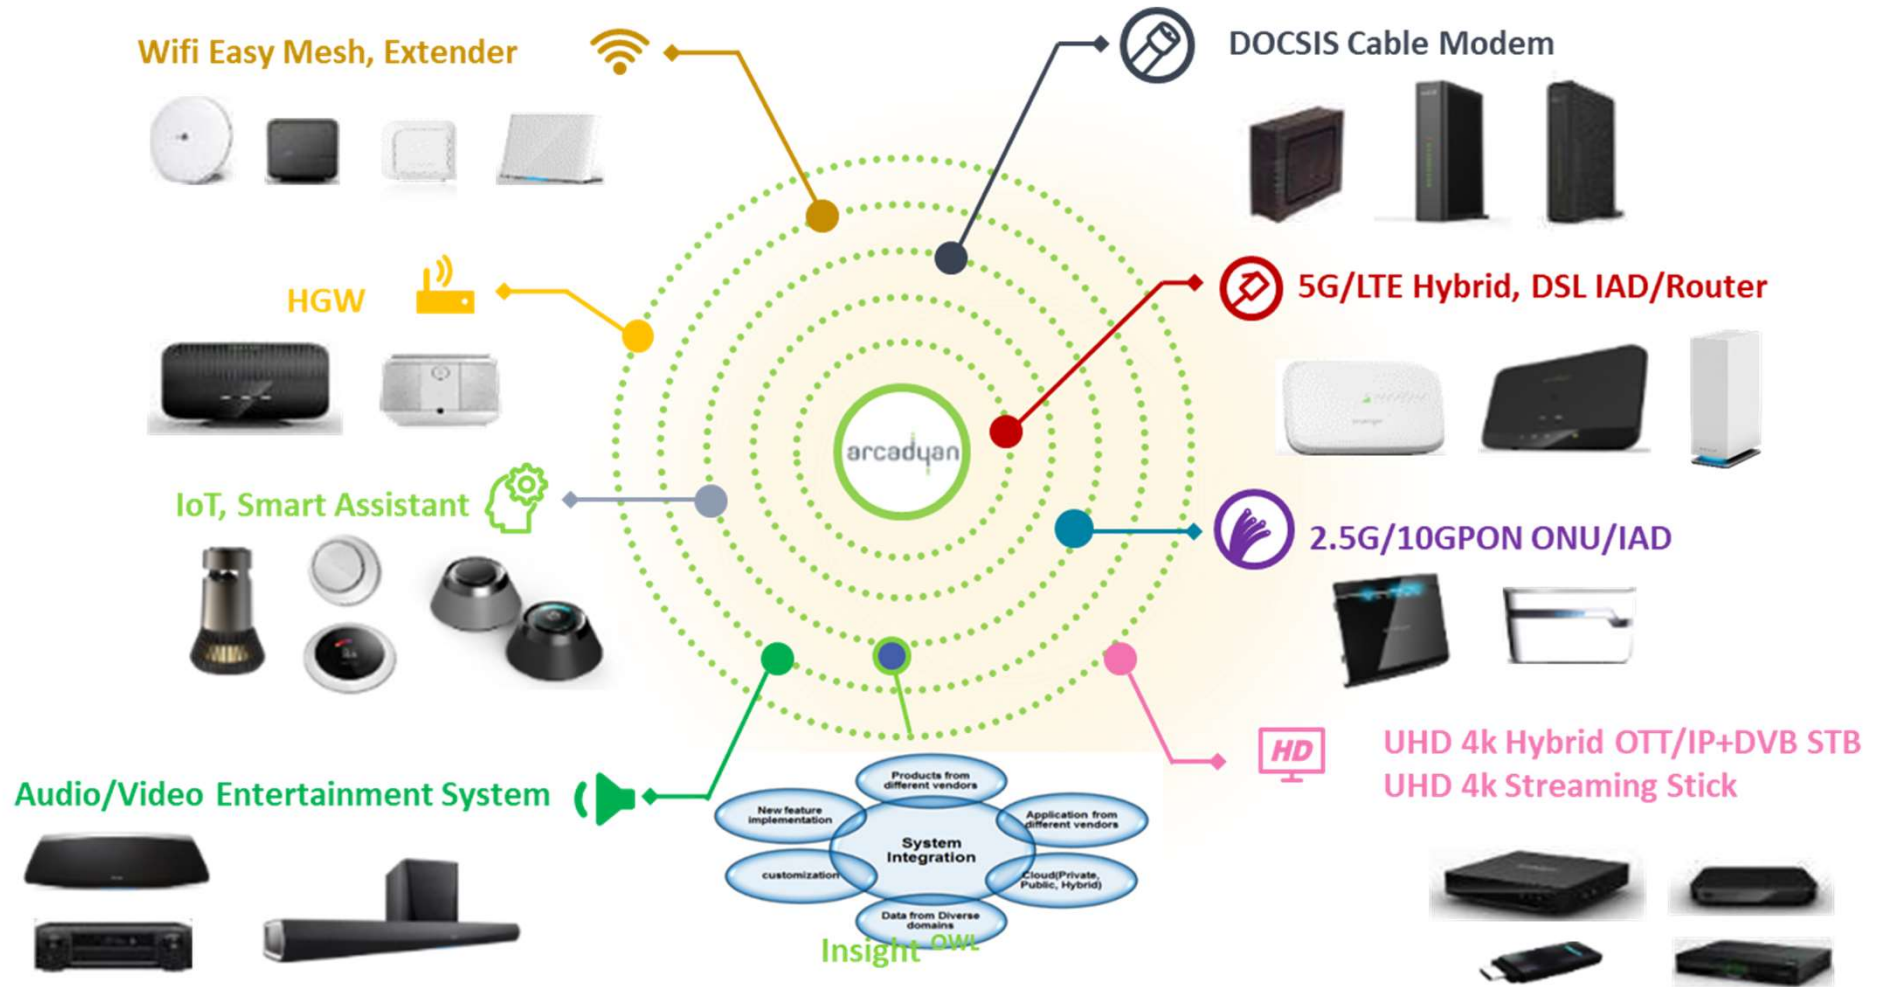 Wifi Easy Mesh, Extender
DOCSIS Cable Modem
HGW
5G/LTE Hybrid, DSL IAD/Router
arcadyan
IoT, Smart Assistant
2.5G/10GPON ONU/IAD
HD
UHD 4k Hybrid OTT/IP+DVB STB
UHD 4k Streaming Stick
Audio/Video Entertainment System
Products from
different vendors
New feature
implementation
Application from
different vendors
System
Integration
customization
Cloud(Private,
Public, Hybrid)
Data from Diverse
domains
Insight OWL